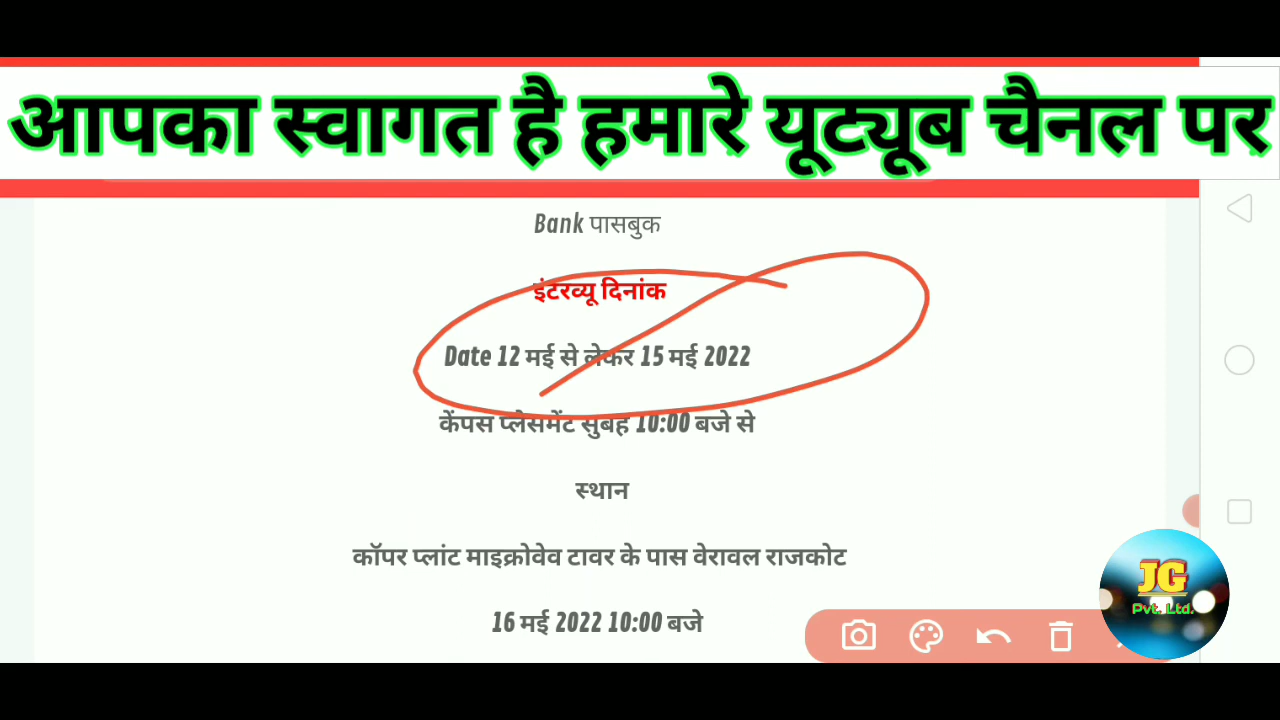 आपका स्वागत है हमारे यूट्यूब चैनल पर
Bank पासबुक
इंटरव्यू दिनांक
Date 12 मई से लेकर 15 मई 2022
केंपस प्लेसमेंट सुबह 10:00 बजे से
स्थान
कॉपर प्लांट माइक्रोवेव टावर के पास वेरावल राजकोट
16 मई 2022 10:00 बजे
JG
Pvt. Ltd.